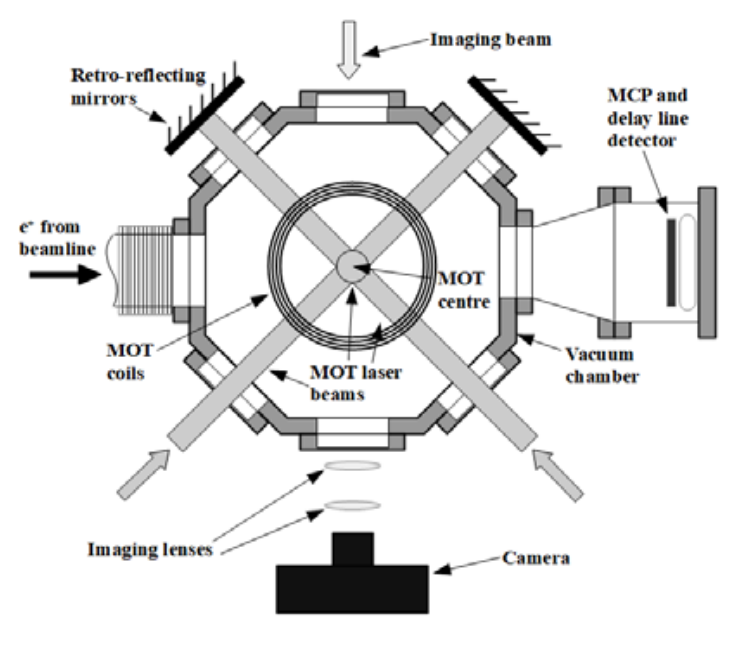 Imaging beam
Retro-reflecting
mirrors
MCP and
delay line
detector
e⁻ from
beamline
MOT
centre
MOT
coils
MOT laser
beams
Vacuum
chamber
Imaging lenses
Camera